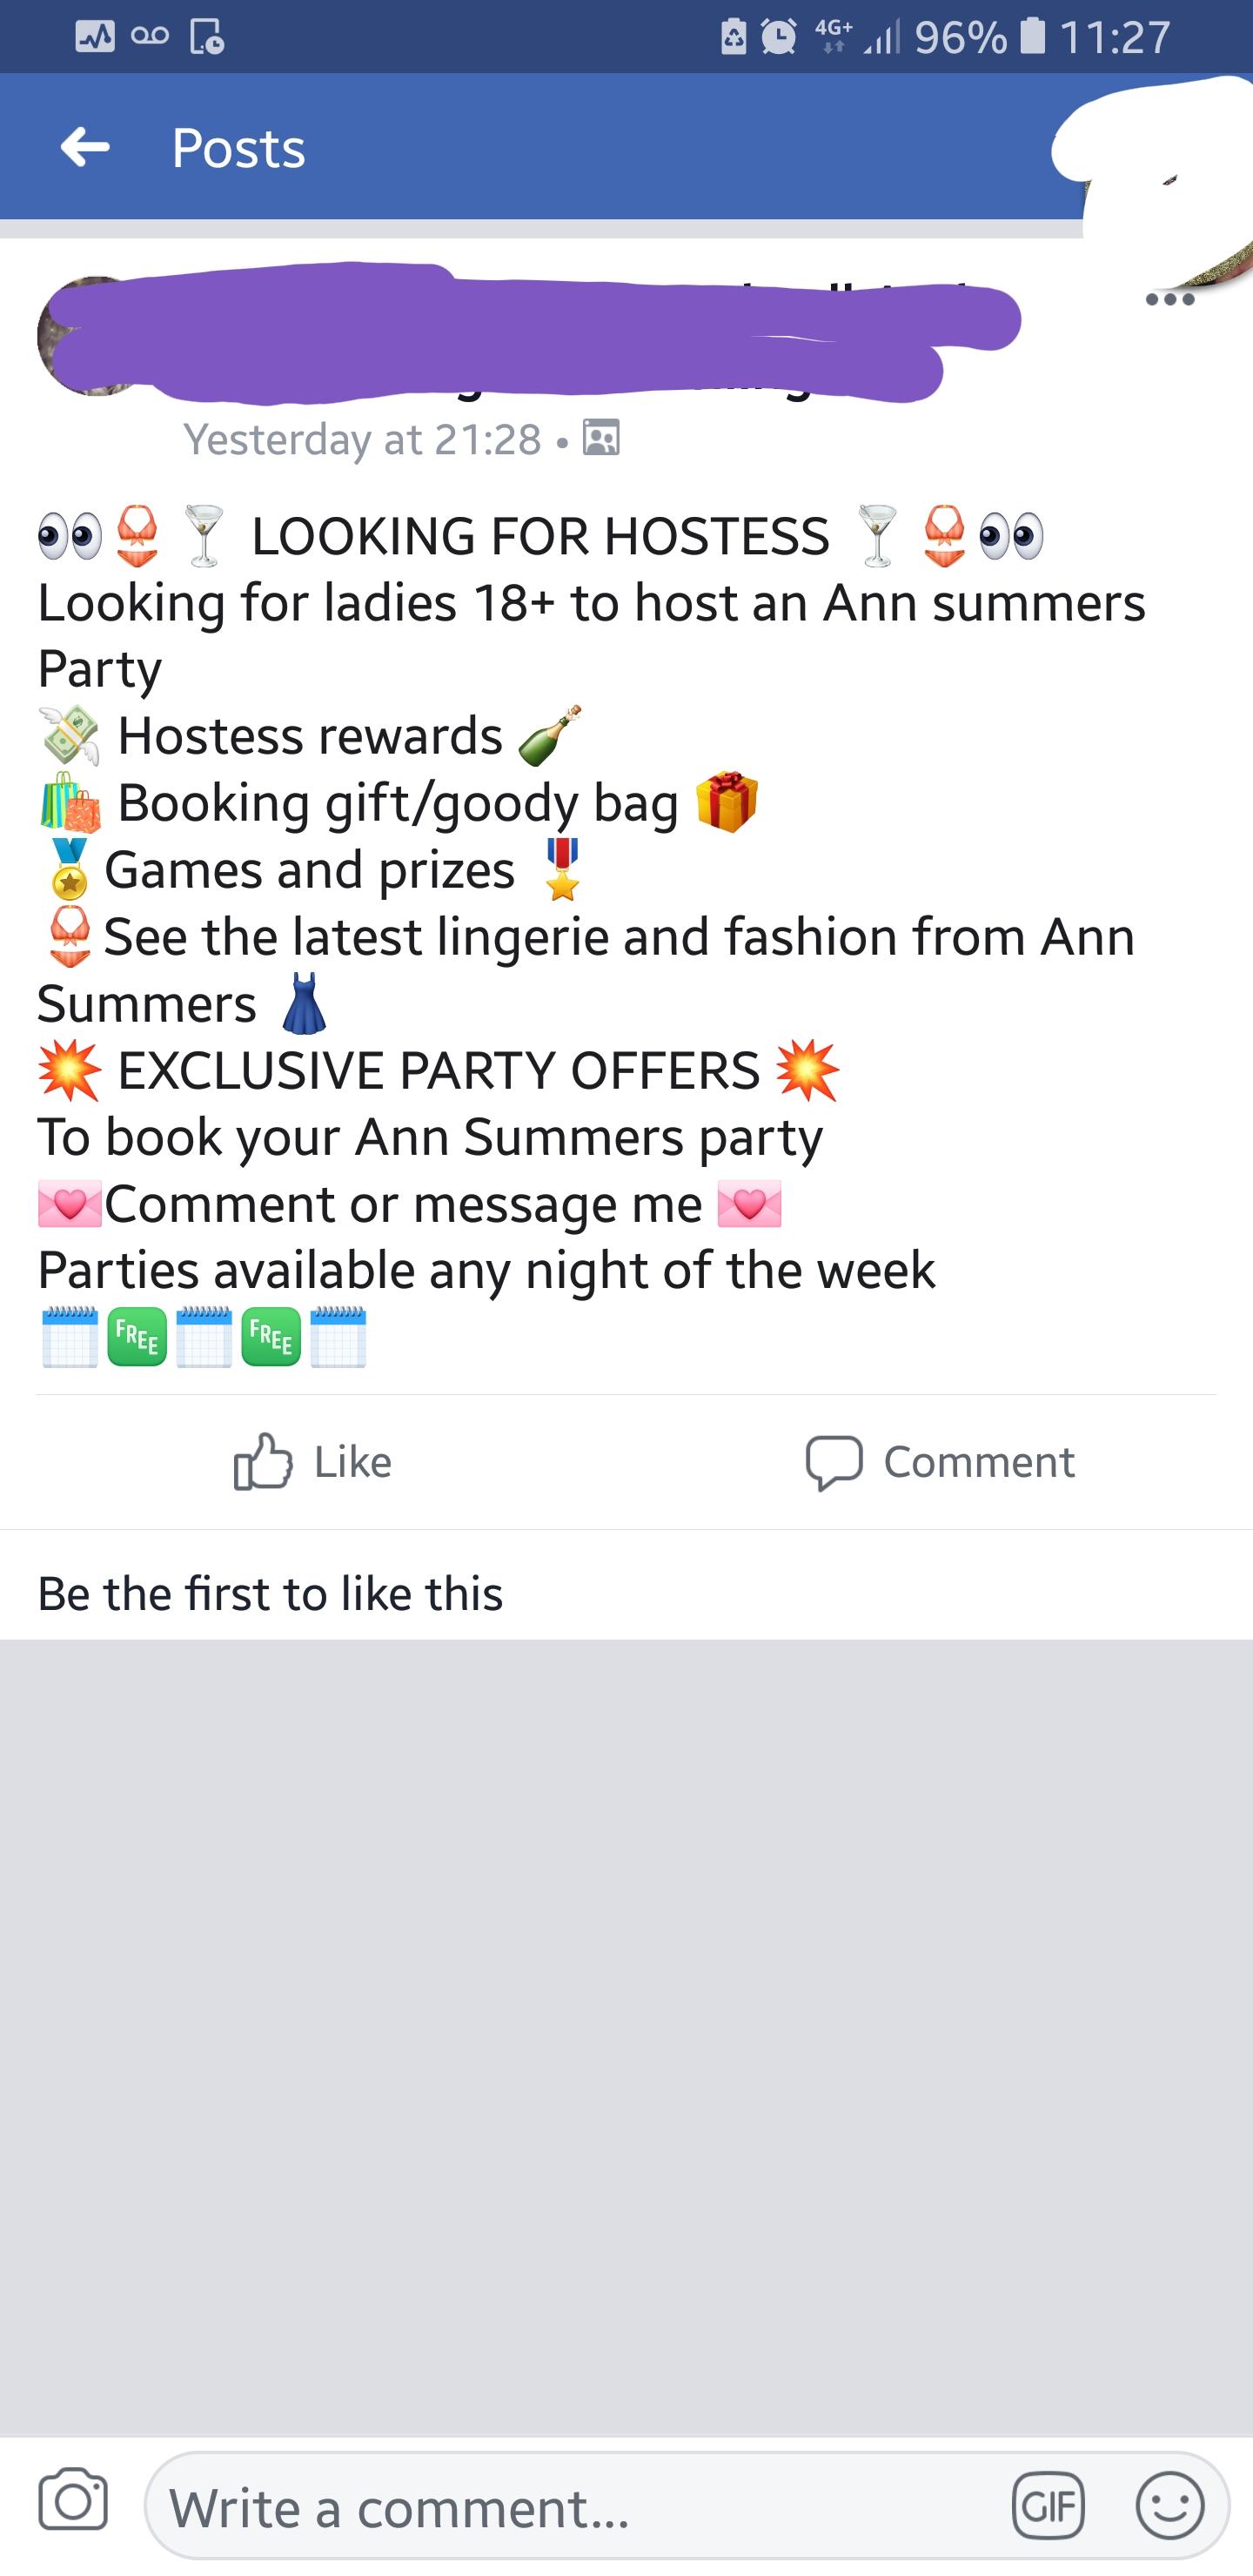 4G+ 96% 11:27
Posts
Yesterday at 21:28 •
👀👙🍸 LOOKING FOR HOSTESS 🍸👙👀
Looking for ladies 18+ to host an Ann summers
Party
💸 Hostess rewards 🍾
🛍️ Booking gift/goody bag 🎁
🏅Games and prizes 🎖️
👙See the latest lingerie and fashion from Ann
Summers 👗
💥 EXCLUSIVE PARTY OFFERS 💥
To book your Ann Summers party
💌Comment or message me 💌
Parties available any night of the week
🗓️🆓🗓️🆓🗓️
Like Comment
Be the first to like this
Write a comment... GIF